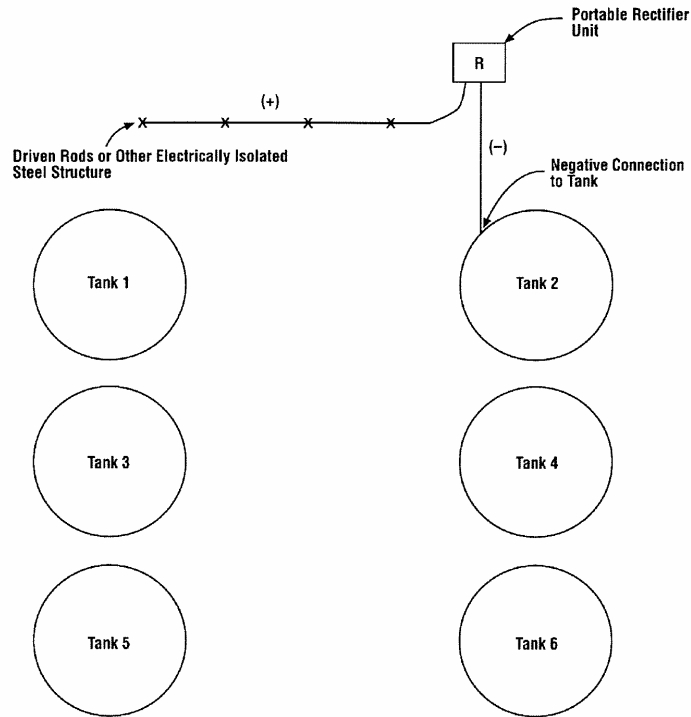 Portable Rectifier
Unit
R
(+)
(–)
Driven Rods or Other Electrically Isolated
Steel Structure
Negative Connection
to Tank
Tank 1
Tank 2
Tank 3
Tank 4
Tank 5
Tank 6